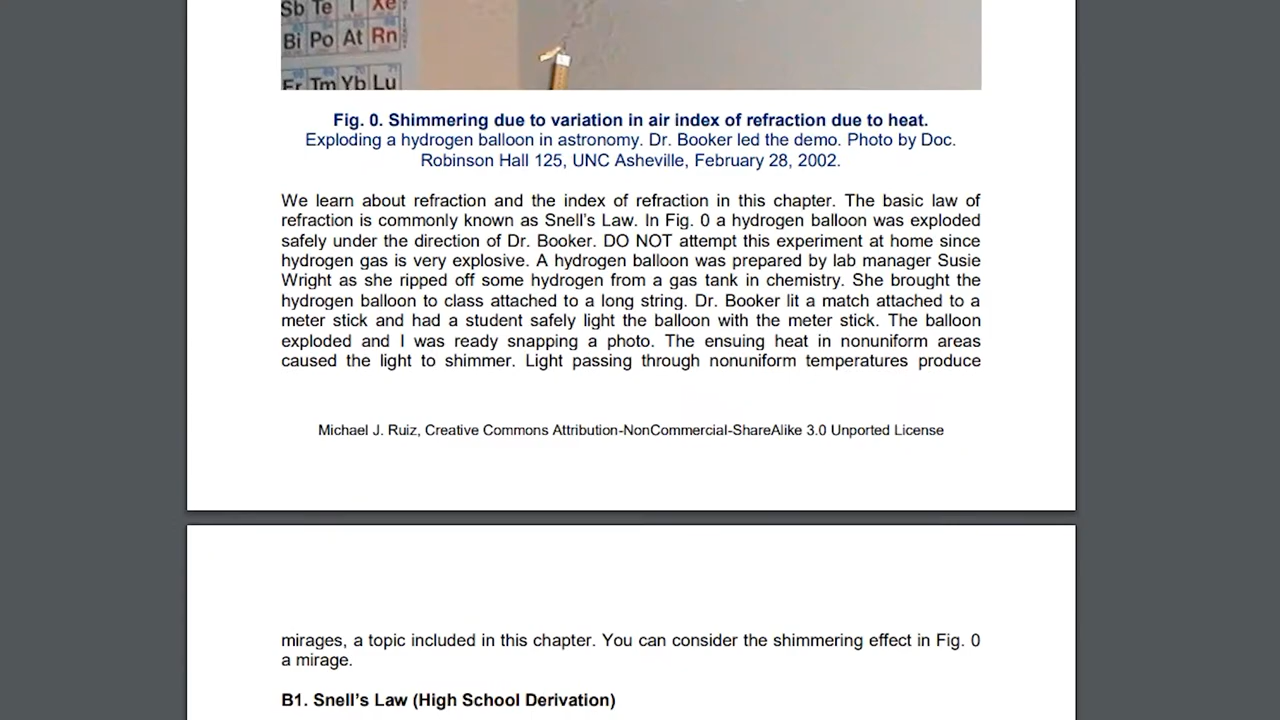 Sb Te I Xe
Bi Po At Rn
Er Tm Yb Lu
Fig. 0. Shimmering due to variation in air index of refraction due to heat.
Exploding a hydrogen balloon in astronomy. Dr. Booker led the demo. Photo by Doc.
Robinson Hall 125, UNC Asheville, February 28, 2002.
We learn about refraction and the index of refraction in this chapter. The basic law of
refraction is commonly known as Snell's Law. In Fig. 0 a hydrogen balloon was exploded
safely under the direction of Dr. Booker. DO NOT attempt this experiment at home since
hydrogen gas is very explosive. A hydrogen balloon was prepared by lab manager Susie
Wright as she ripped off some hydrogen from a gas tank in chemistry. She brought the
hydrogen balloon to class attached to a long string. Dr. Booker lit a match attached to a
meter stick and had a student safely light the balloon with the meter stick. The balloon
exploded and I was ready snapping a photo. The ensuing heat in nonuniform areas
caused the light to shimmer. Light passing through nonuniform temperatures produce
Michael J. Ruiz, Creative Commons Attribution-NonCommercial-ShareAlike 3.0 Unported License
mirages, a topic included in this chapter. You can consider the shimmering effect in Fig. 0
a mirage.
B1. Snell's Law (High School Derivation)